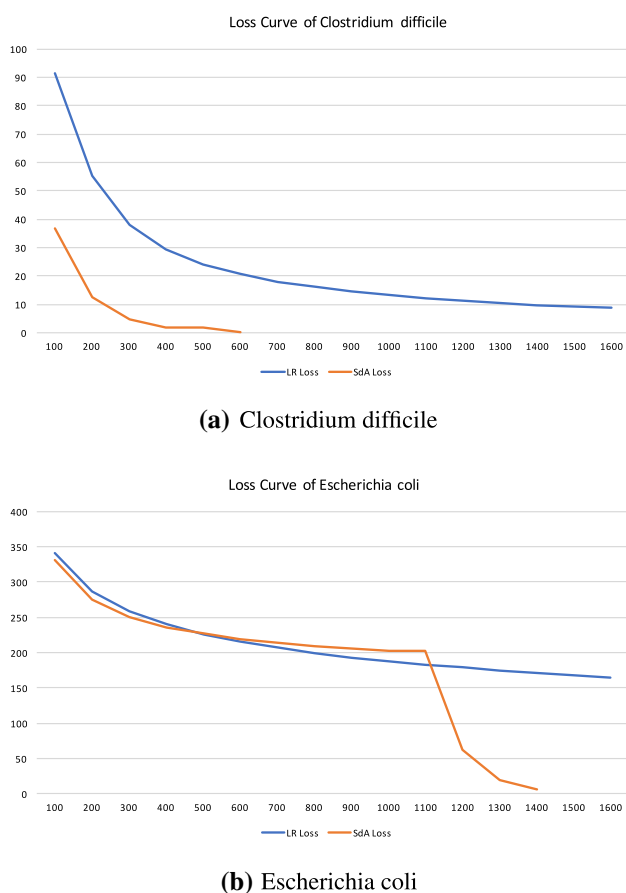 Loss Curve of Clostridium difficile
100
90
80
70
60
50
40
30
20
10
0
100 200 300 400 500 600 700 800 900 1000 1100 1200 1300 1400 1500 1600
LR Loss SdA Loss
(a) Clostridium difficile
Loss Curve of Escherichia coli
400
350
300
250
200
150
100
50
0
100 200 300 400 500 600 700 800 900 1000 1100 1200 1300 1400 1500 1600
LR Loss SdA Loss
(b) Escherichia coli